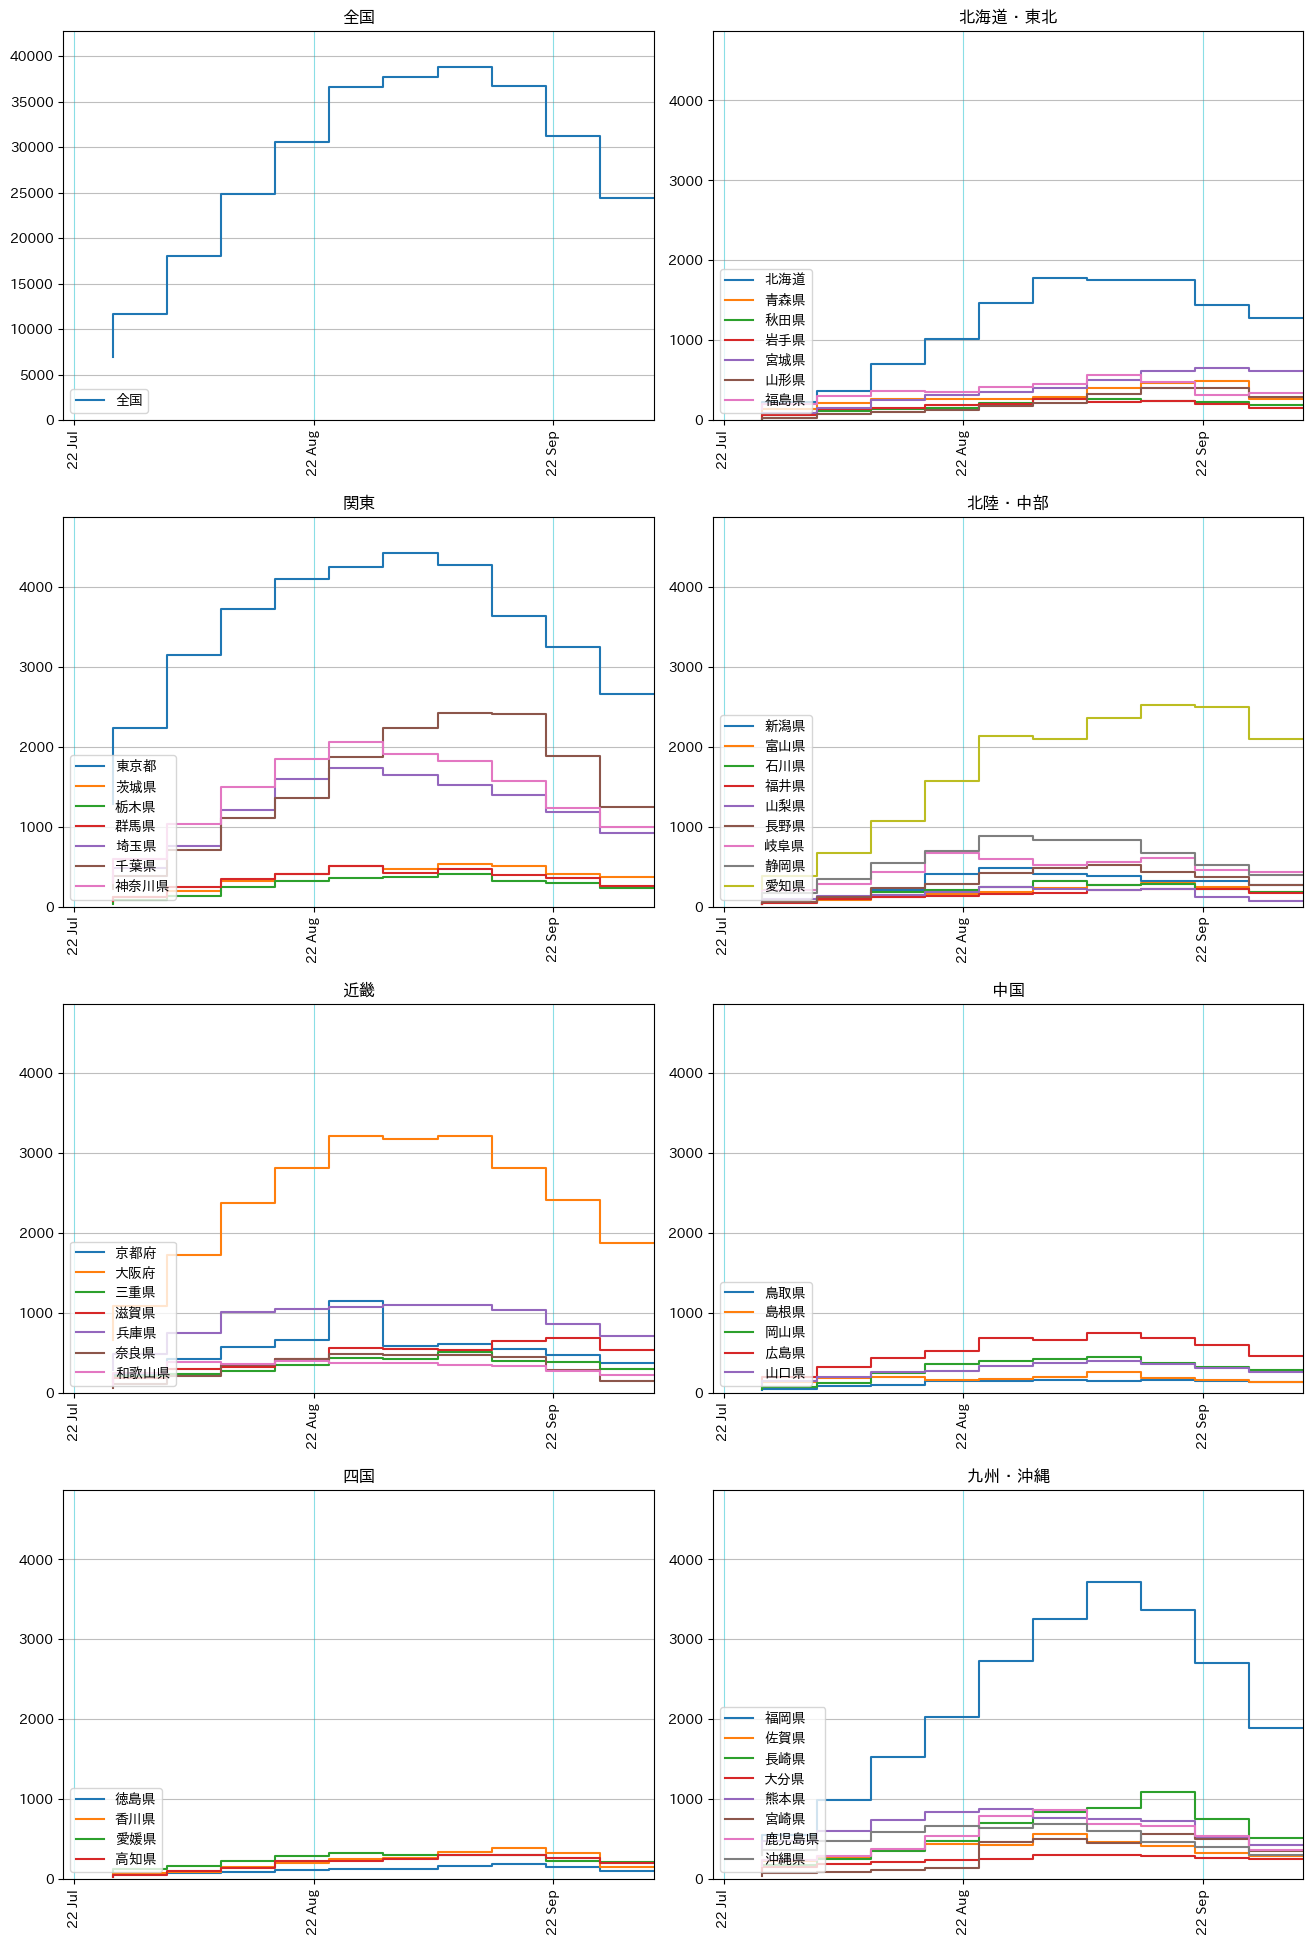 全国
40000
35000
30000
25000
20000
15000
10000
5000
0
全国
22 Jul
22 Aug
22 Sep
北海道・東北
4000
3000
2000
1000
0
北海道
青森県
秋田県
岩手県
宮城県
山形県
福島県
22 Jul
22 Aug
22 Sep
関東
4000
3000
2000
1000
0
東京都
茨城県
栃木県
群馬県
埼玉県
千葉県
神奈川県
22 Jul
22 Aug
22 Sep
北陸・中部
4000
3000
2000
1000
0
新潟県
富山県
石川県
福井県
山梨県
長野県
岐阜県
静岡県
愛知県
22 Jul
22 Aug
22 Sep
近畿
4000
3000
2000
1000
0
京都府
大阪府
三重県
滋賀県
兵庫県
奈良県
和歌山県
22 Jul
22 Aug
22 Sep
中国
4000
3000
2000
1000
0
鳥取県
島根県
岡山県
広島県
山口県
22 Jul
22 Aug
22 Sep
四国
4000
3000
2000
1000
0
徳島県
香川県
愛媛県
高知県
22 Jul
22 Aug
22 Sep
九州・沖縄
4000
3000
2000
1000
0
福岡県
佐賀県
長崎県
大分県
熊本県
宮崎県
鹿児島県
沖縄県
22 Jul
22 Aug
22 Sep